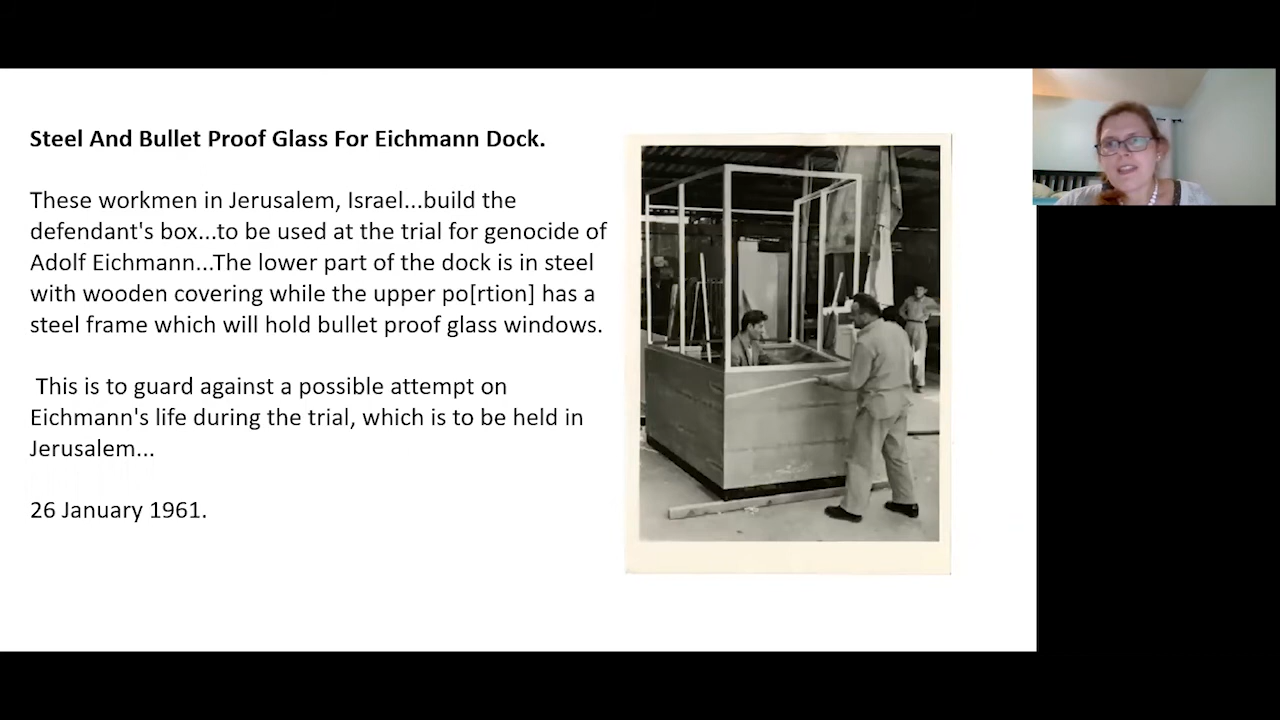 Steel And Bullet Proof Glass For Eichmann Dock.
These workmen in Jerusalem, Israel...build the
defendant's box...to be used at the trial for genocide of
Adolf Eichmann...The lower part of the dock is in steel
with wooden covering while the upper po[rtion] has a
steel frame which will hold bullet proof glass windows.
This is to guard against a possible attempt on
Eichmann's life during the trial, which is to be held in
Jerusalem...
26 January 1961.